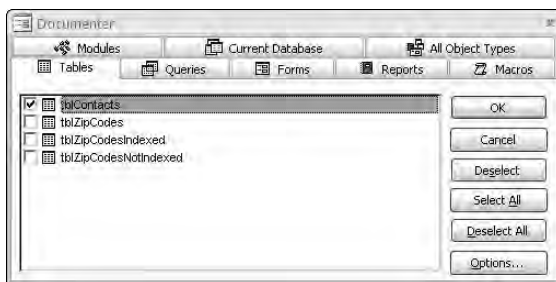 Documenter
Modules Current Database All Object Types
Tables Queries Forms Reports Macros
tblContacts OK
tblZipCodes
tblZipCodesIndexed Cancel
tblZipCodesNotIndexed
Deselect
Select All
Deselect All
Options...